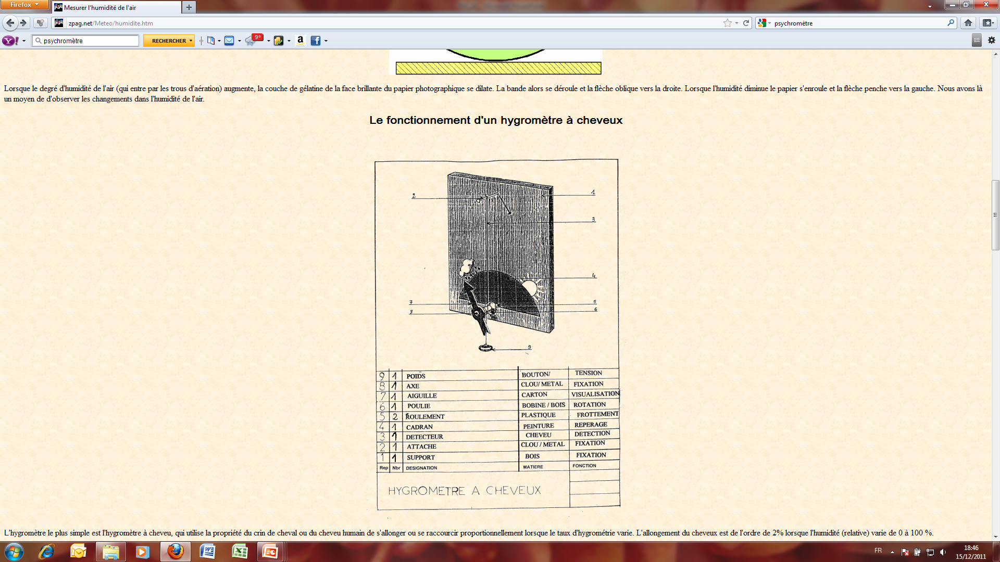 Firefox
Mesurer l'humidité de l'air
zpag.net/Meteo/humidite.htm
psychromètre
psychromètre
RECHERCHER
9°
Lorsque le degré d'humidité de l'air (qui entre par les trous d'aération) augmente, la couche de gélatine de la face brillante du papier photographique se dilate. La bande alors se déroule et la flèche oblique vers la droite. Lorsque l'humidité diminue le papier s'enroule et la flèche penche vers la gauche. Nous avons là
un moyen de d'observer les changements dans l'humidité de l'air.
Le fonctionnement d'un hygromètre à cheveux
1
2
3
4
7 5
8 6
9
9 1 POIDS BOUTON/ TENSION
8 1 AXE CLOU/ METAL FIXATION
7 1 AIGUILLE CARTON VISUALISATION
6 1 POULIE BOBINE / BOIS ROTATION
5 2 ROULEMENT PLASTIQUE FROTTEMENT
4 1 CADRAN PEINTURE REPERAGE
3 1 DETECTEUR CHEVEU DETECTION
2 1 ATTACHE CLOU / METAL FIXATION
1 1 SUPPORT BOIS FIXATION
Rep Nbr DESIGNATION MATIERE FONCTION
HYGROMETRE A CHEVEUX
L'hygromètre le plus simple est l'hygromètre à cheveu, qui utilise la propriété du crin de cheval ou du cheveu humain de s'allonger ou se raccourcir proportionnellement lorsque le taux d'hygrométrie varie. L'allongement du cheveux est de l'ordre de 2% lorsque l'humidité (relative) varie de 0 à 100 %.
FR
18:46
15/12/2011